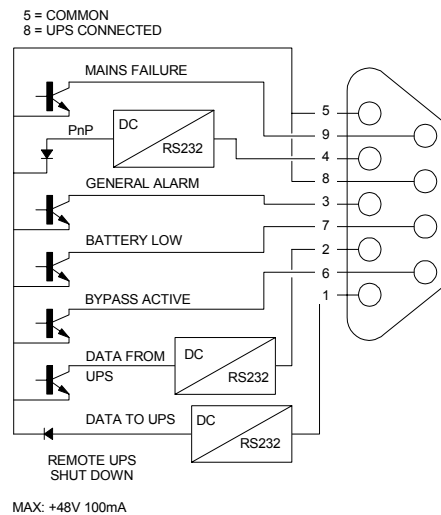 5 = COMMON
8 = UPS CONNECTED
MAINS FAILURE
5
9
PnP
DC
RS232
4
8
GENERAL ALARM
3
7
BATTERY LOW
2
6
BYPASS ACTIVE
1
DATA FROM
UPS
DC
RS232
DATA TO UPS
DC
RS232
REMOTE UPS
SHUT DOWN
MAX: +48V 100mA